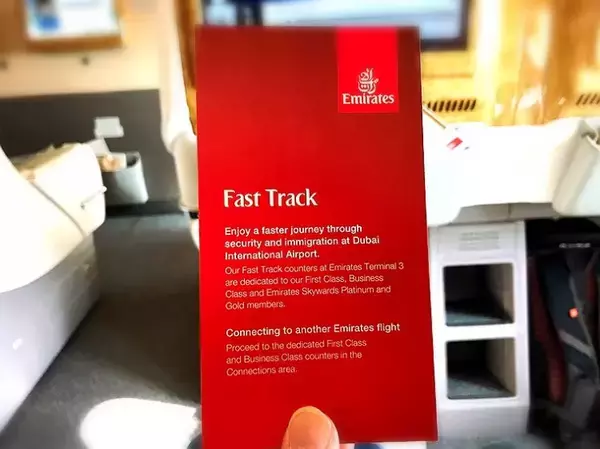 Emirates
Fast Track
Enjoy a faster journey through
security and immigration at Dubai
International Airport.
Our Fast Track counters at Emirates Terminal 3
are dedicated to our First Class, Business
Class and Emirates Skywards Platinum and
Gold members.
Connecting to another Emirates flight
Proceed to the dedicated First Class
and Business Class counters in the
Connections area.